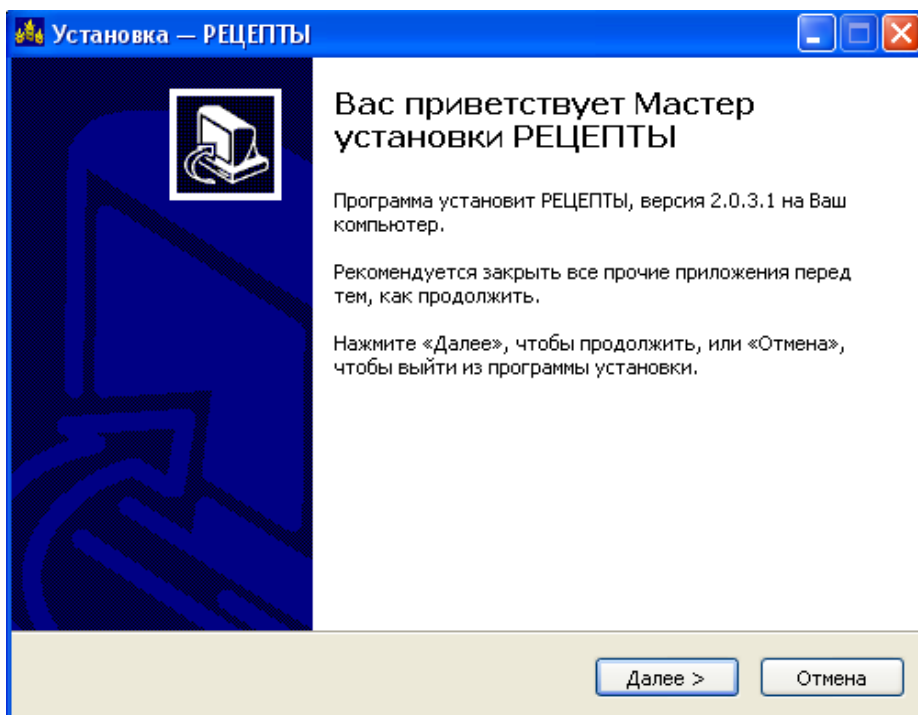 Установка — РЕЦЕПТЫ
Вас приветствует Мастер
установки РЕЦЕПТЫ
Программа установит РЕЦЕПТЫ, версия 2.0.3.1 на Ваш
компьютер.
Рекомендуется закрыть все прочие приложения перед
тем, как продолжить.
Нажмите «Далее», чтобы продолжить, или «Отмена»,
чтобы выйти из программы установки.
Далее >
Отмена